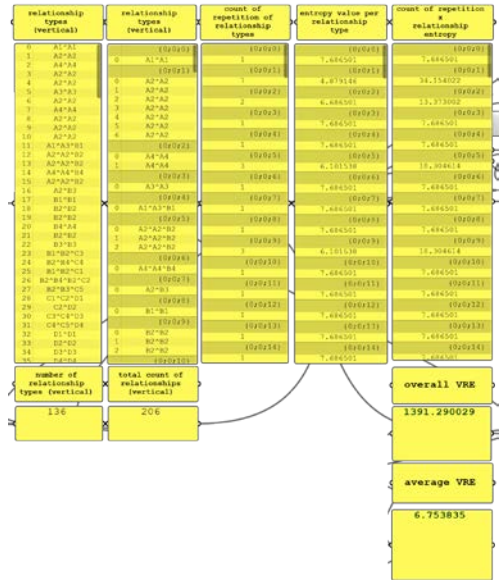 relationship
types
(vertical)
0 A1^A1
1 A2^A2
2 A4^A4
3 A2^A2
4 A2^A2
5 A3^A3
6 A2^A2
7 A4^A4
8 A2^A2
9 A2^A2
10 A2^A2
11 A1^A3^B1
12 A2^A2^B2
13 A2^A2^B2
14 A4^A4^B4
15 A2^A2^B2
16 A2^B3
17 B1^B1
18 B2^B2
19 B2^B2
20 B4^A4
21 B2^B2
22 B3^B3
23 B1^B2^C3
24 B2^B4^C4
25 B1^B2^C1
26 B2^B4^B1^C2
27 B2^B3^C5
28 C1^C2^D1
29 C2^D2
30 C3^C4^D3
31 C4^C5^D4
32 D1^D1
33 D2^D2
34 D3^D3
relationship
types
(vertical)
{0;0;0}
0 A1^A1
{0;0;1}
0 A2^A2
1 A2^A2
2 A2^A2
3 A2^A2
4 A2^A2
5 A2^A2
6 A2^A2
{0;0;2}
0 A4^A4
1 A4^A4
{0;0;3}
0 A3^A3
{0;0;4}
0 A1^A3^B1
{0;0;5}
0 A2^A2^B2
1 A2^A2^B2
2 A2^A2^B2
{0;0;6}
0 A4^A4^B4
{0;0;7}
0 A2^B3
{0;0;8}
0 B1^B1
{0;0;9}
0 B2^B2
1 B2^B2
2 B2^B2
{0;0;10}
count of
repetition of
relationship
types
{0;0;0}
1
{0;0;1}
7
{0;0;2}
2
{0;0;3}
1
{0;0;4}
1
{0;0;5}
3
{0;0;6}
1
{0;0;7}
1
{0;0;8}
1
{0;0;9}
3
{0;0;10}
1
{0;0;11}
1
{0;0;12}
1
{0;0;13}
1
{0;0;14}
1
entropy value per
relationship
type
{0;0;0}
7.686501
{0;0;1}
4.879146
{0;0;2}
6.686501
{0;0;3}
7.686501
{0;0;4}
7.686501
{0;0;5}
6.101538
{0;0;6}
7.686501
{0;0;7}
7.686501
{0;0;8}
7.686501
{0;0;9}
6.101538
{0;0;10}
7.686501
{0;0;11}
7.686501
{0;0;12}
7.686501
{0;0;13}
7.686501
{0;0;14}
7.686501
count of repetition
x
relationship
entropy
{0;0;0}
7.686501
{0;0;1}
34.154022
{0;0;2}
13.373002
{0;0;3}
7.686501
{0;0;4}
7.686501
{0;0;5}
18.304614
{0;0;6}
7.686501
{0;0;7}
7.686501
{0;0;8}
7.686501
{0;0;9}
18.304614
{0;0;10}
7.686501
{0;0;11}
7.686501
{0;0;12}
7.686501
{0;0;13}
7.686501
{0;0;14}
7.686501
number of
relationship
types (vertical)
136
total count of
relationships
(vertical)
206
overall VRE
1391.290029
average VRE
6.753835